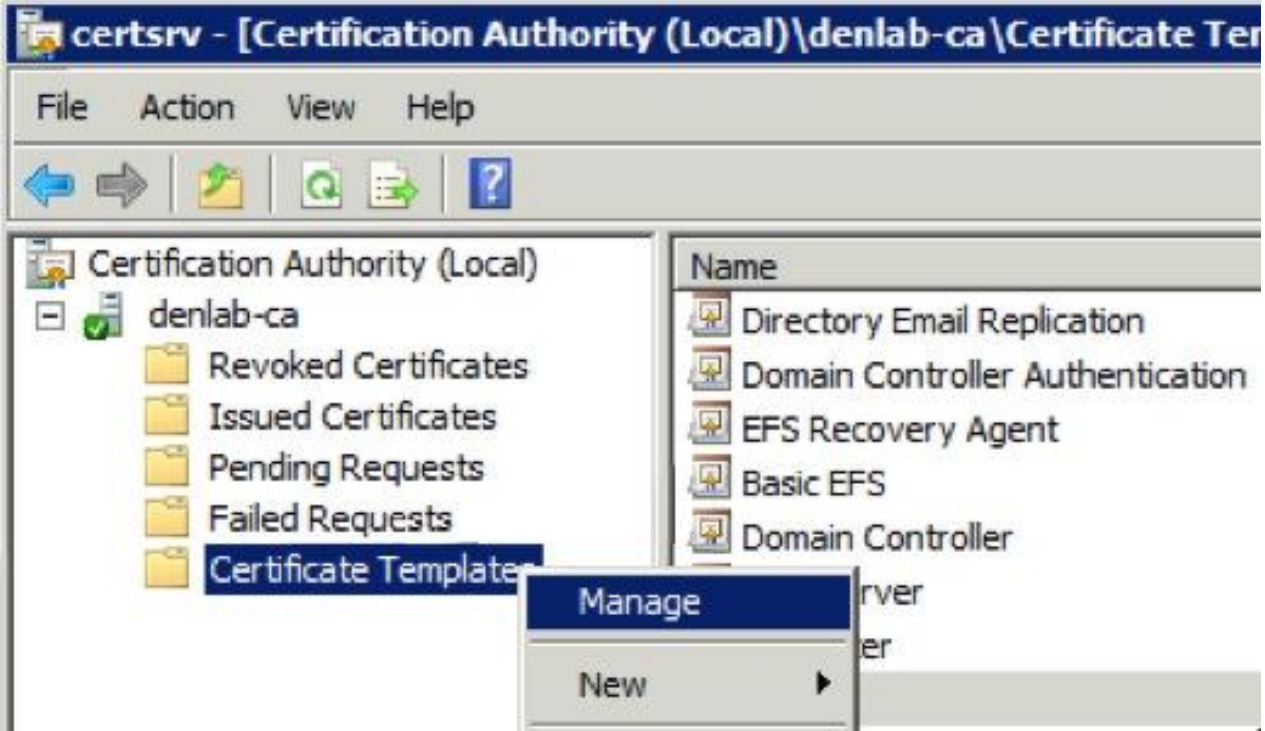 certsrv - [Certification Authority (Local)\denlab-ca\Certificate Ter
File Action View Help
Certification Authority (Local)
denlab-ca
Revoked Certificates
Issued Certificates
Pending Requests
Failed Requests
Certificate Templates
Name
Directory Email Replication
Domain Controller Authentication
EFS Recovery Agent
Basic EFS
Domain Controller
rver
er
Manage
New